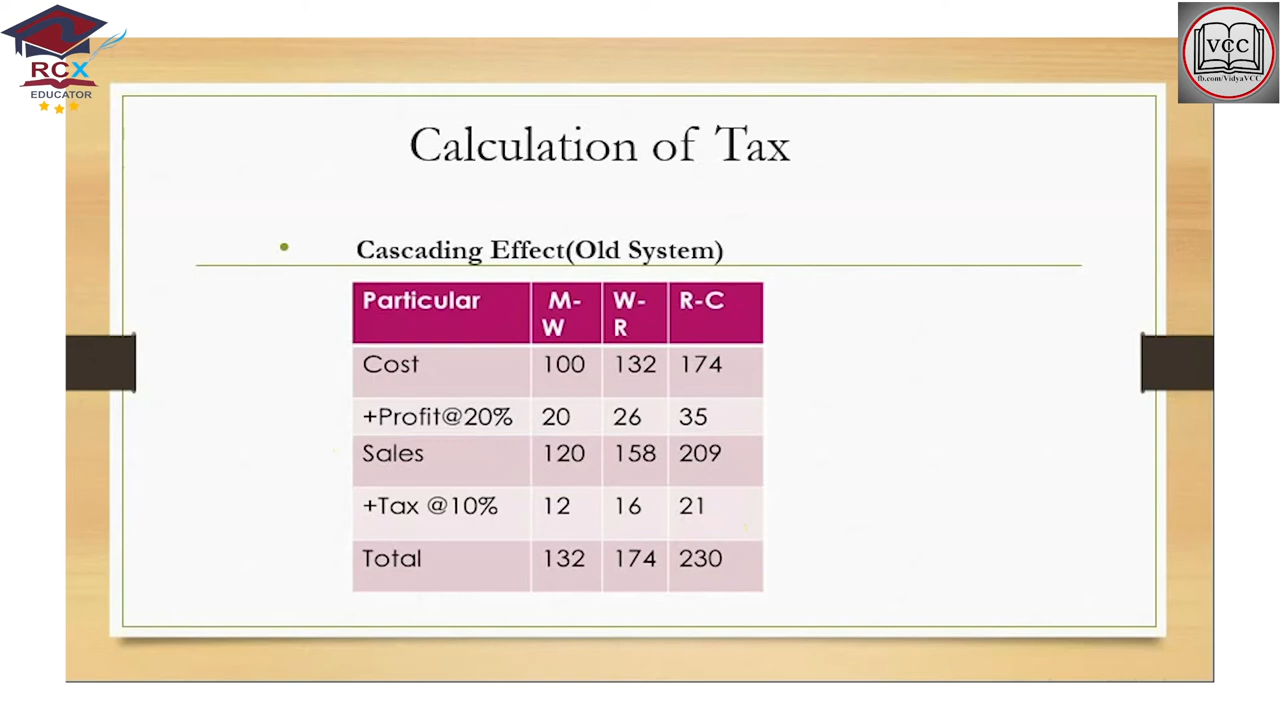 RCX
EDUCATOR
VCC
fb.com/VidyaVCC
Calculation of Tax
• Cascading Effect(Old System)
Particular M-W W-R R-C
Cost 100 132 174
+Profit@20% 20 26 35
Sales 120 158 209
+Tax @10% 12 16 21
Total 132 174 230